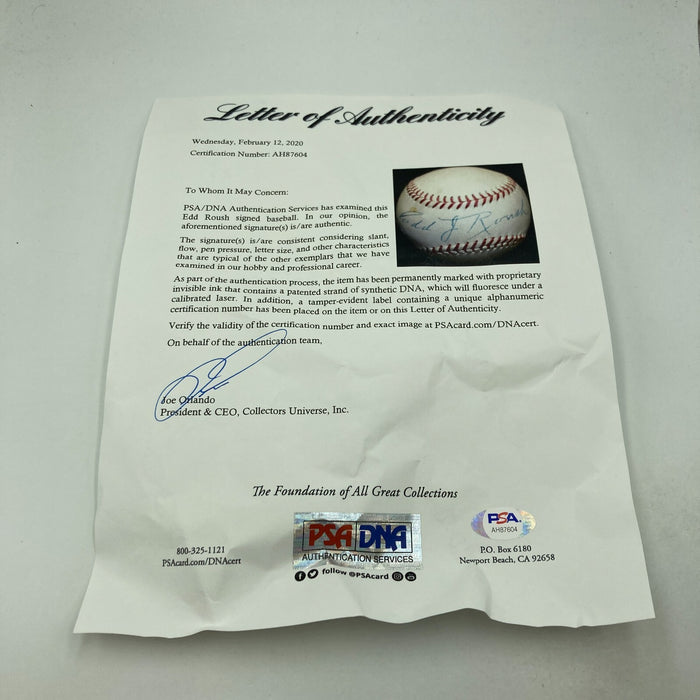 Letter of Authenticity
Wednesday, February 12, 2020
Certification Number: AH87604
To Whom It May Concern:
PSA/DNA Authentication Services has examined this
Edd Roush signed baseball. In our opinion, the
aforementioned signature(s) is/are authentic.
The signature(s) is/are consistent considering slant,
flow, pen pressure, letter size, and other characteristics
that are typical of the other exemplars that we have
examined in our hobby and professional career.
Edd J Roush
As part of the authentication process, the item has been permanently marked with proprietary
invisible ink that contains a patented strand of synthetic DNA, which will fluoresce under a
calibrated laser. In addition, a tamper-evident label containing a unique alphanumeric
certification number has been placed on the item or on this Letter of Authenticity.
Verify the validity of the certification number and exact image at PSAcard.com/DNAcert.
On behalf of the authentication team,
Joe Orlando
President & CEO, Collectors Universe, Inc.
The Foundation of All Great Collections
800-325-1121
PSAcard.com/DNAcert
PSA DNA
AUTHENTICATION SERVICES
follow @PSAcard
PSA
AH87604
P.O. Box 6180
Newport Beach, CA 92658